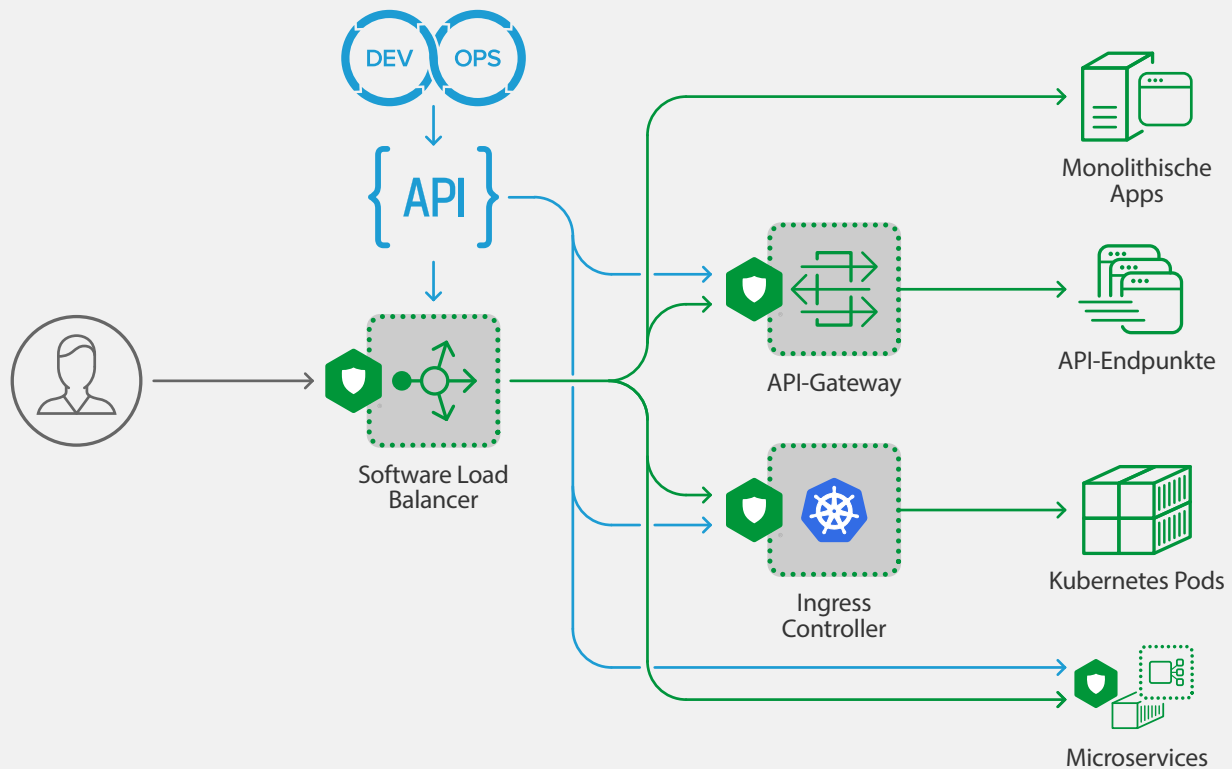 DEV OPS
{ API }
Monolithische
Apps
API-Gateway
API-Endpunkte
Software Load
Balancer
Ingress
Controller
Kubernetes Pods
Microservices